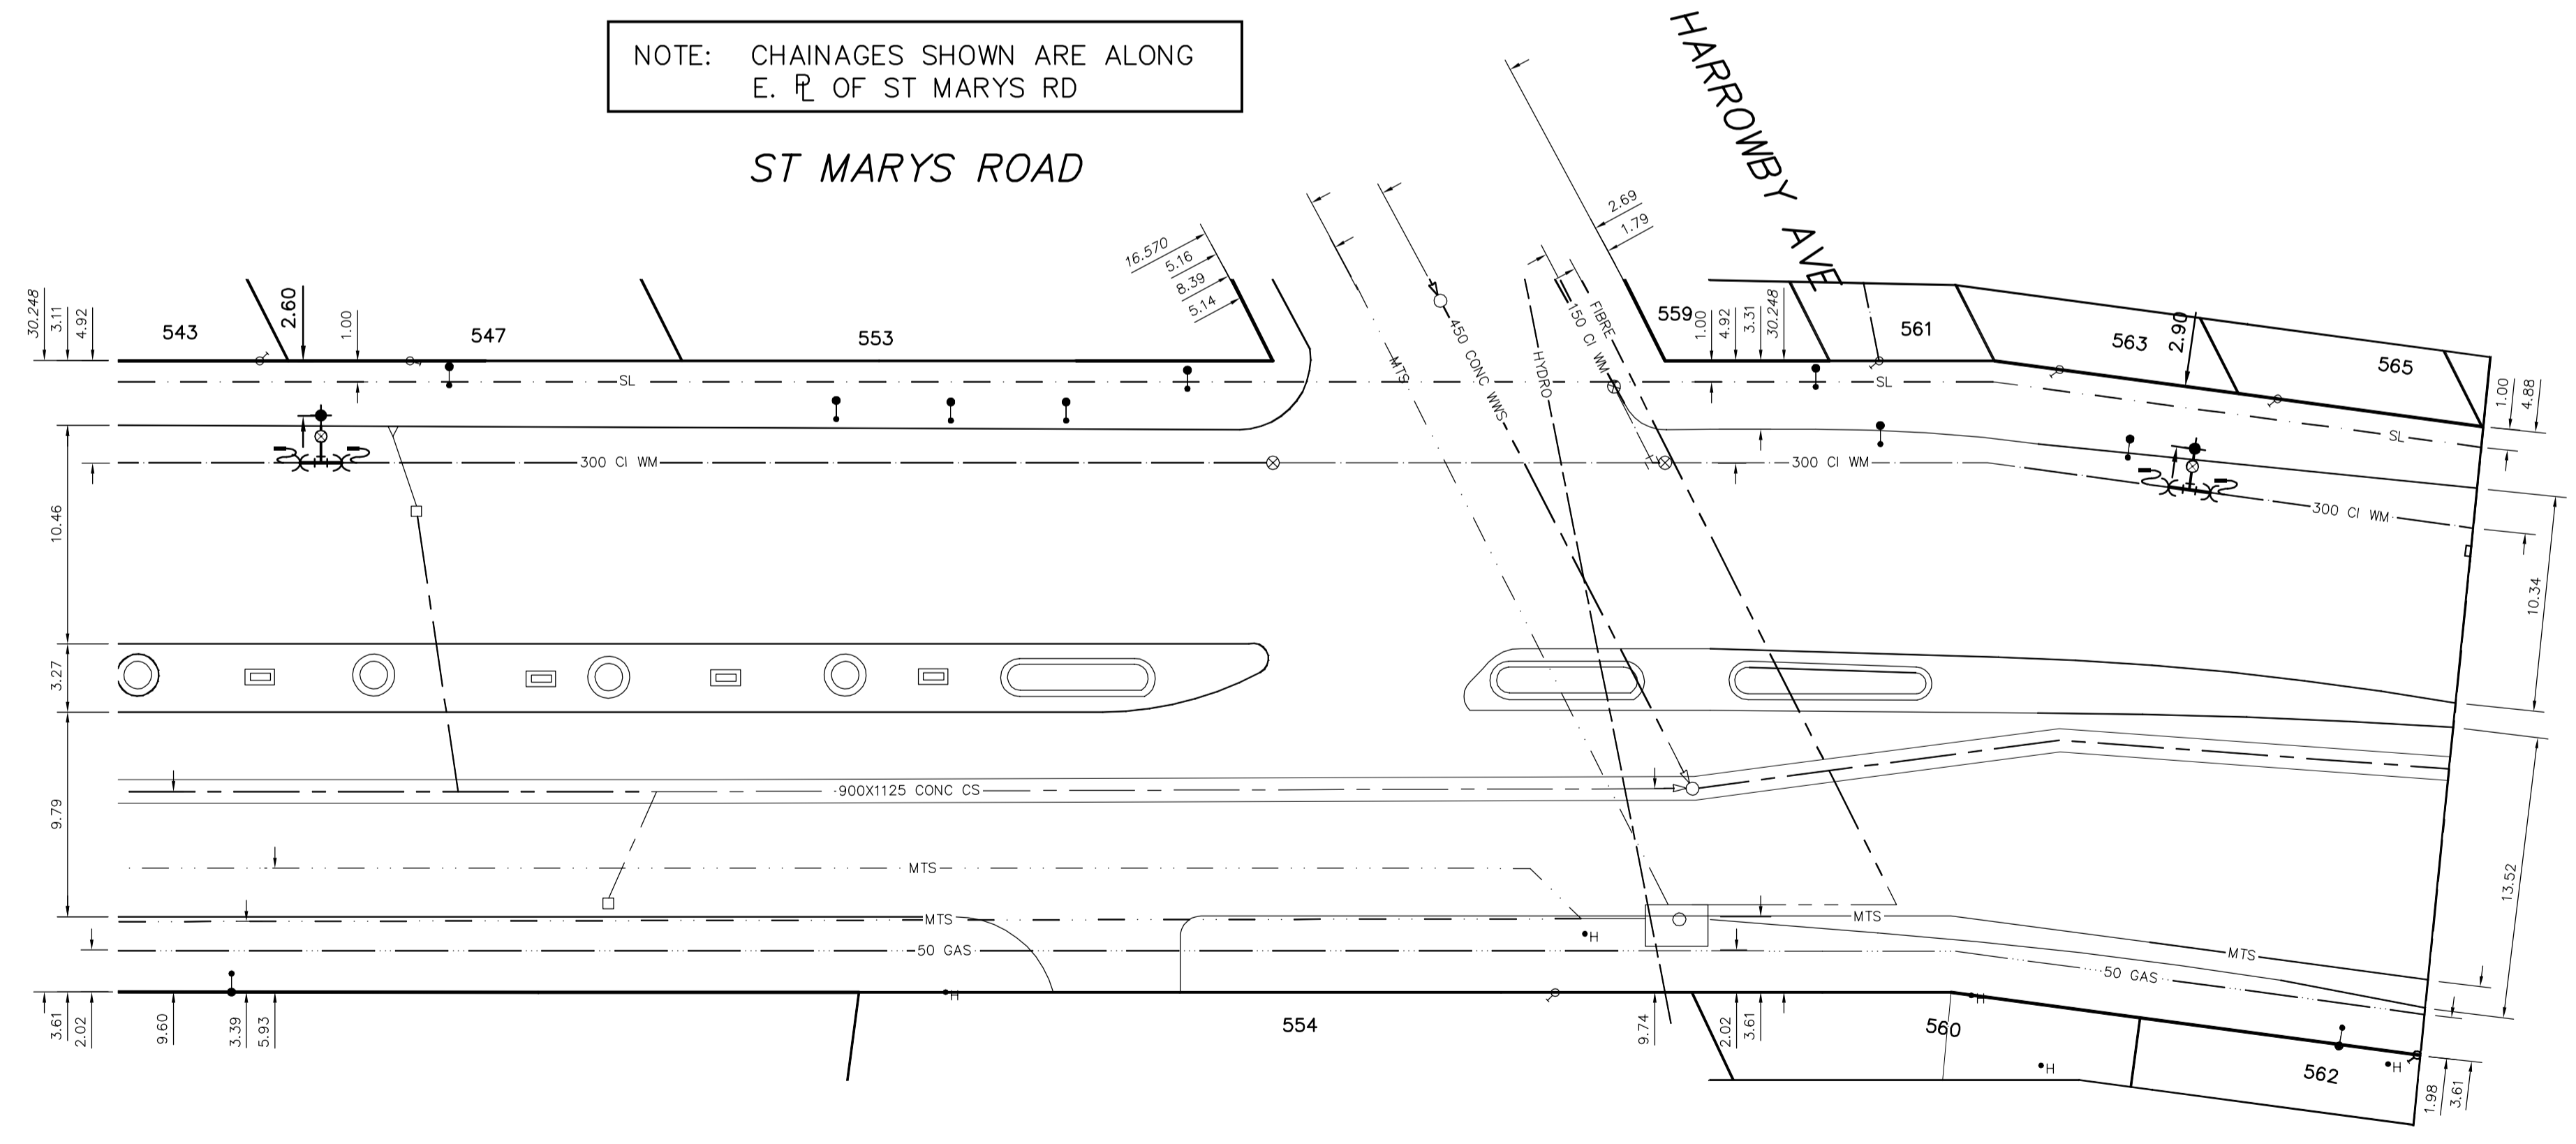 NOTE: CHAINAGES SHOWN ARE ALONG
E. ⅊ OF ST MARYS RD
ST MARYS ROAD
HARROWBY AVE
16.570
5.16
8.39
5.14
2.69
1.79
30.248
3.11
4.92
543
2.60
1.00
547
553
559
1.00
4.92
3.31
30.248
561
563
2.90
565
1.00
4.88
SL
SL
SL
MTS
450 CONC WWS
HYDRO
150 CI WM
FIBRE
300 CI WM
300 CI WM
300 CI WM
10.46
3.27
9.79
10.34
13.52
900X1125 CONC CS
MTS
MTS
MTS
MTS
50 GAS
50 GAS
H
H
H
H
H
3.61
2.02
9.60
3.39
5.93
554
9.74
2.02
3.61
560
562
1.98
3.61